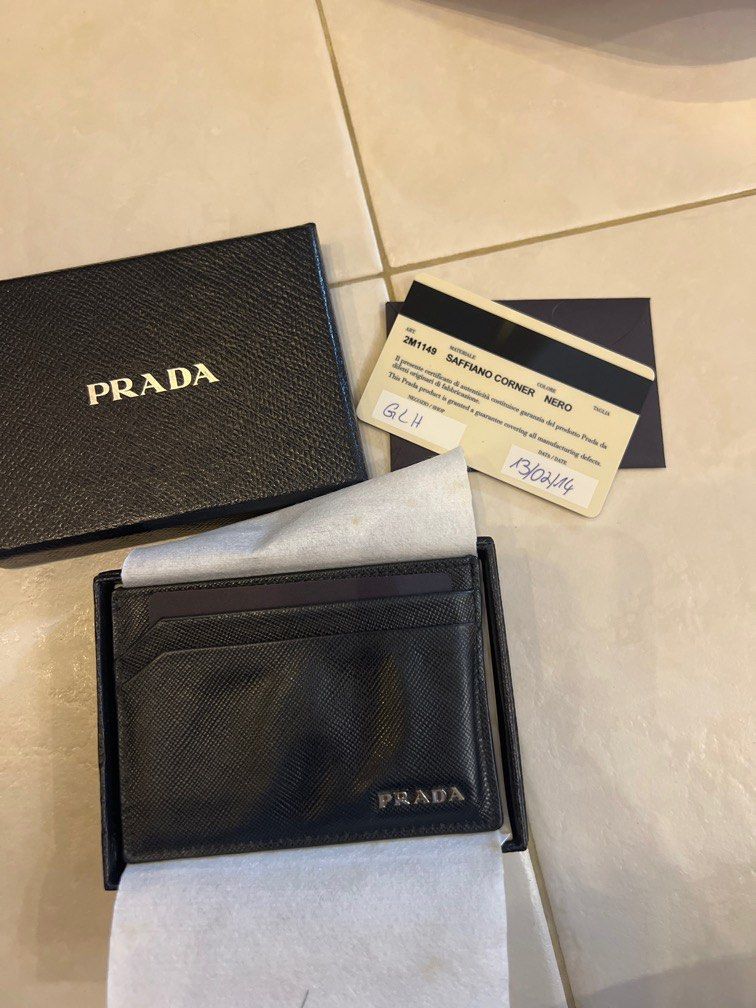 PRADA
ART.
2M1149
MATERIALE
SAFFIANO CORNER
COLORE
NERO
TAGLIA
Il presente certificato di autenticità costituisce garanzia del prodotto Prada da
difetti originari di fabbricazione.
This Prada product is granted a guarantee covering all manufacturing defects.
NEGOZIO / SHOP
GLH
DATA / DATE
13/02/14
PRADA